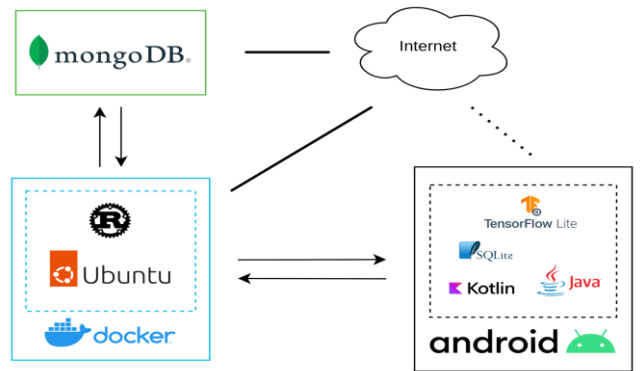 mongoDB.
Internet
R
Ubuntu
docker
TensorFlow Lite
SQLite
Kotlin
Java
android